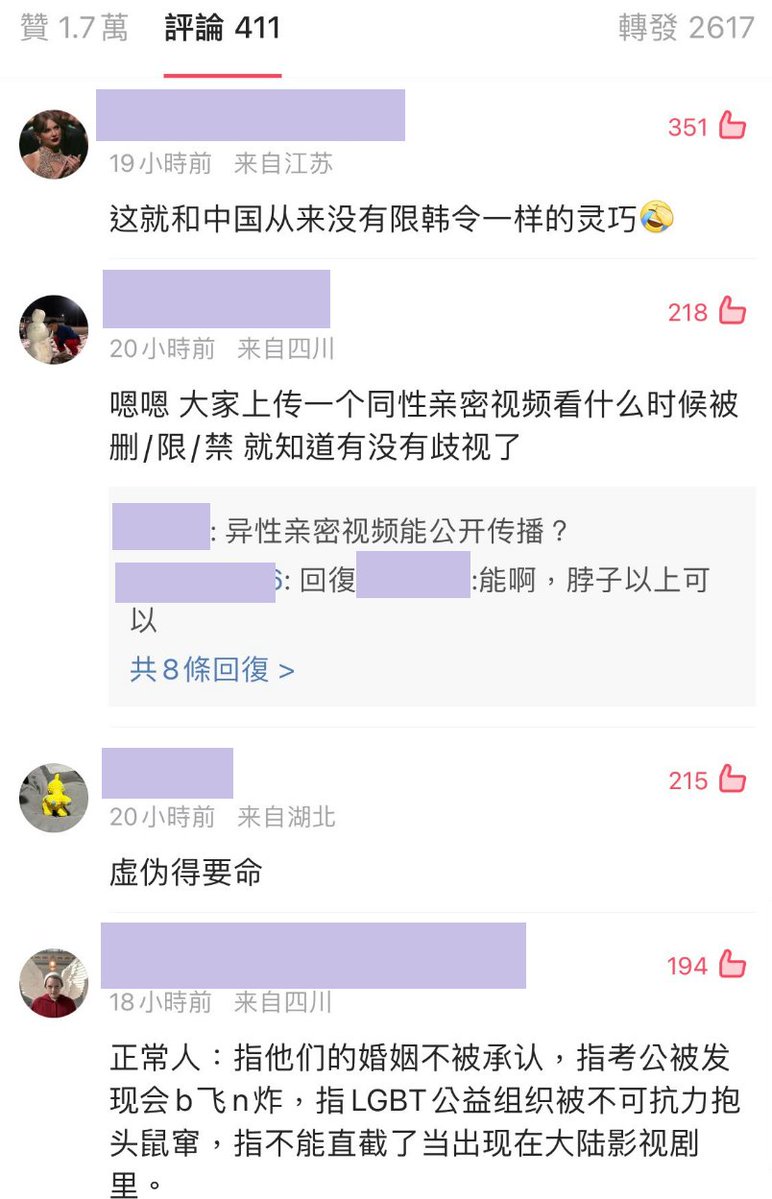 贊 1.7萬 評論 411 轉發 2617
351
19小時前 来自江苏
这就和中国从来没有限韩令一样的灵巧🤣
218
20小時前 来自四川
嗯嗯 大家上传一个同性亲密视频看什么时候被
删/限/禁 就知道有没有歧视了
: 异性亲密视频能公开传播？
: 回復 :能啊，脖子以上可
以
共8條回復 >
215
20小時前 来自湖北
虚伪得要命
194
18小時前 来自四川
正常人：指他们的婚姻不被承认，指考公被发
现会b飞n炸，指LGBT公益组织被不可抗力抱
头鼠窜，指不能直截了当出现在大陆影视剧
里。